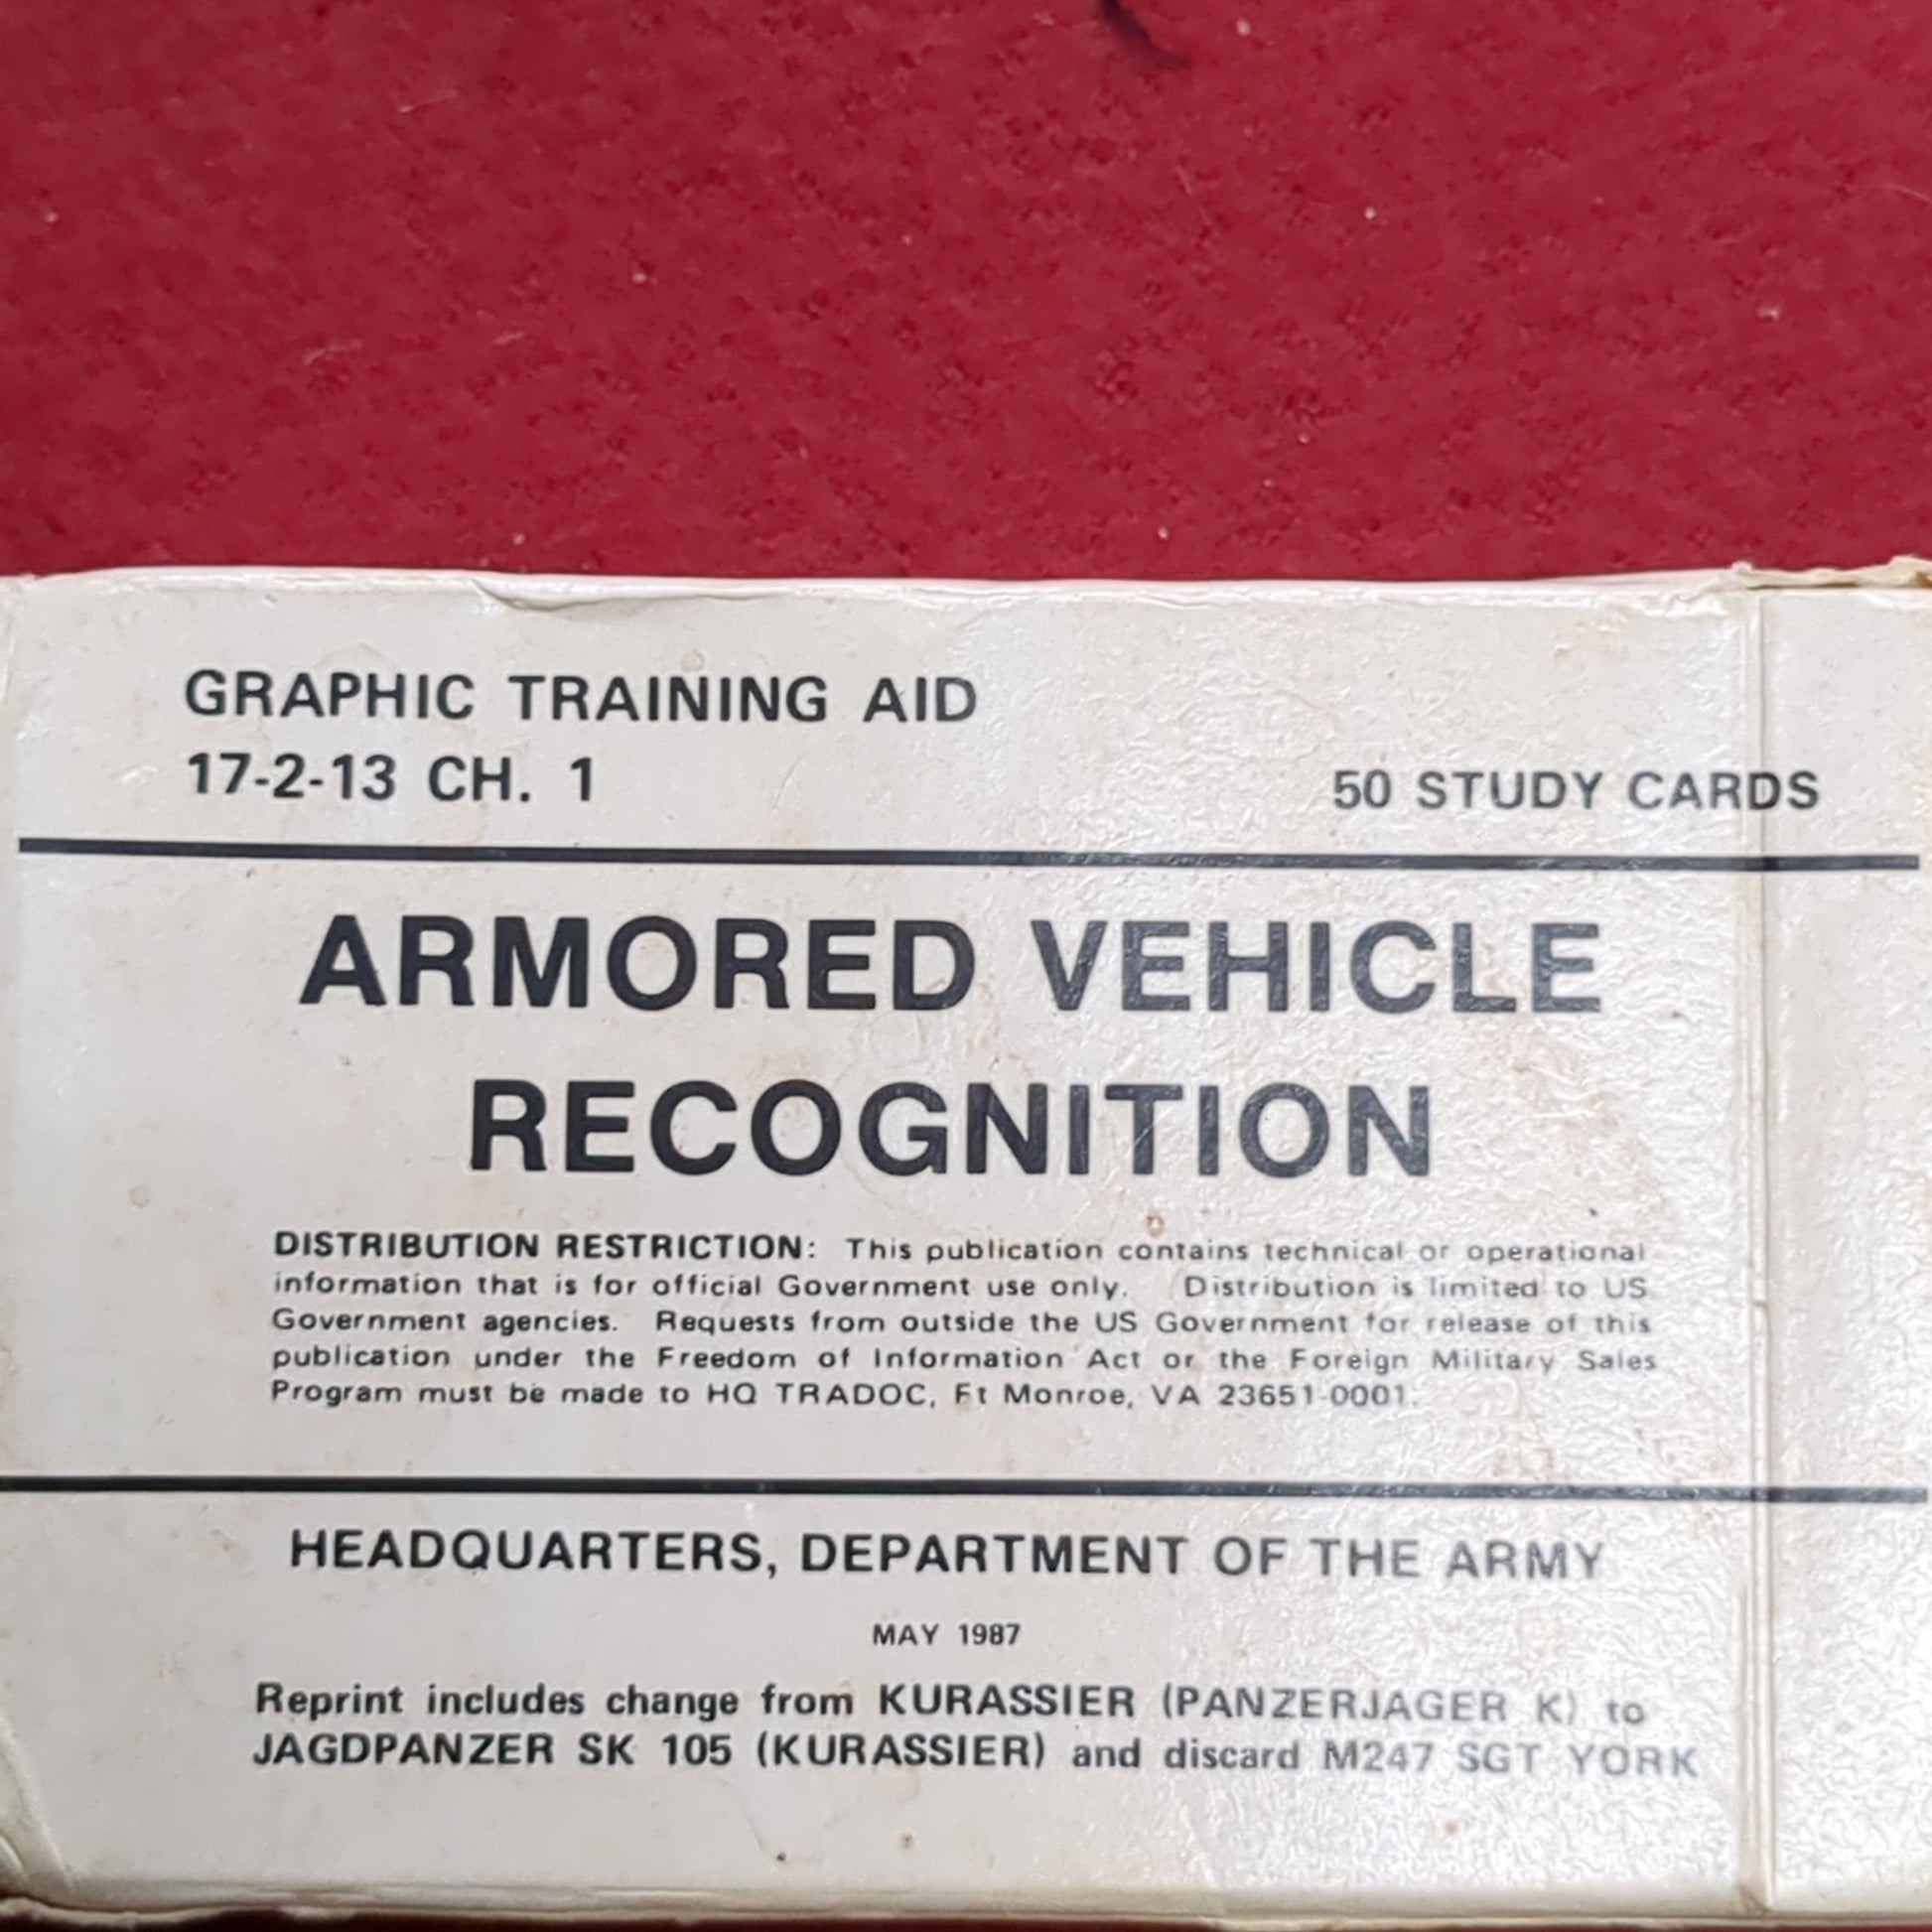 GRAPHIC TRAINING AID
17-2-13 CH. 1
50 STUDY CARDS
ARMORED VEHICLE
RECOGNITION
DISTRIBUTION RESTRICTION: This publication contains technical or operational
information that is for official Government use only. Distribution is limited to US
Government agencies. Requests from outside the US Government for release of this
publication under the Freedom of Information Act or the Foreign Military Sales
Program must be made to HQ TRADOC, Ft Monroe, VA 23651-0001.
HEADQUARTERS, DEPARTMENT OF THE ARMY
MAY 1987
Reprint includes change from KURASSIER (PANZERJAGER K) to
JAGDPANZER SK 105 (KURASSIER) and discard M247 SGT YORK